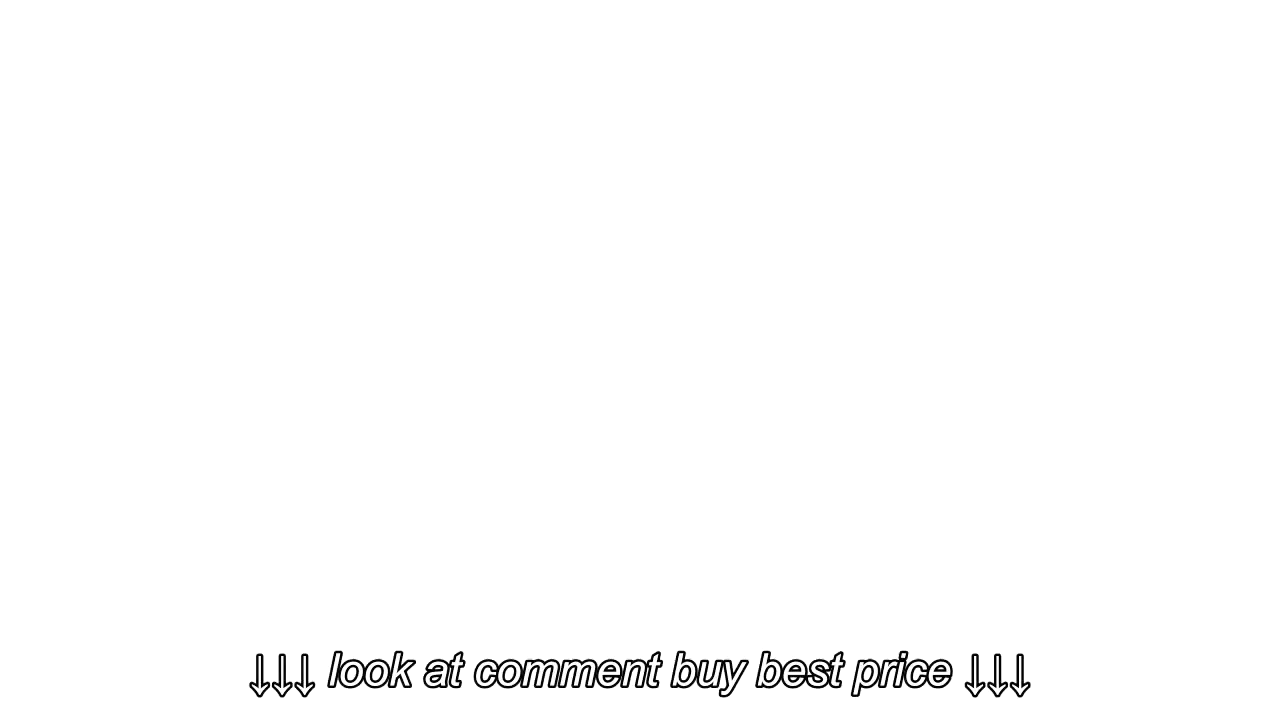 ↓↓↓ look at comment buy best price ↓↓↓